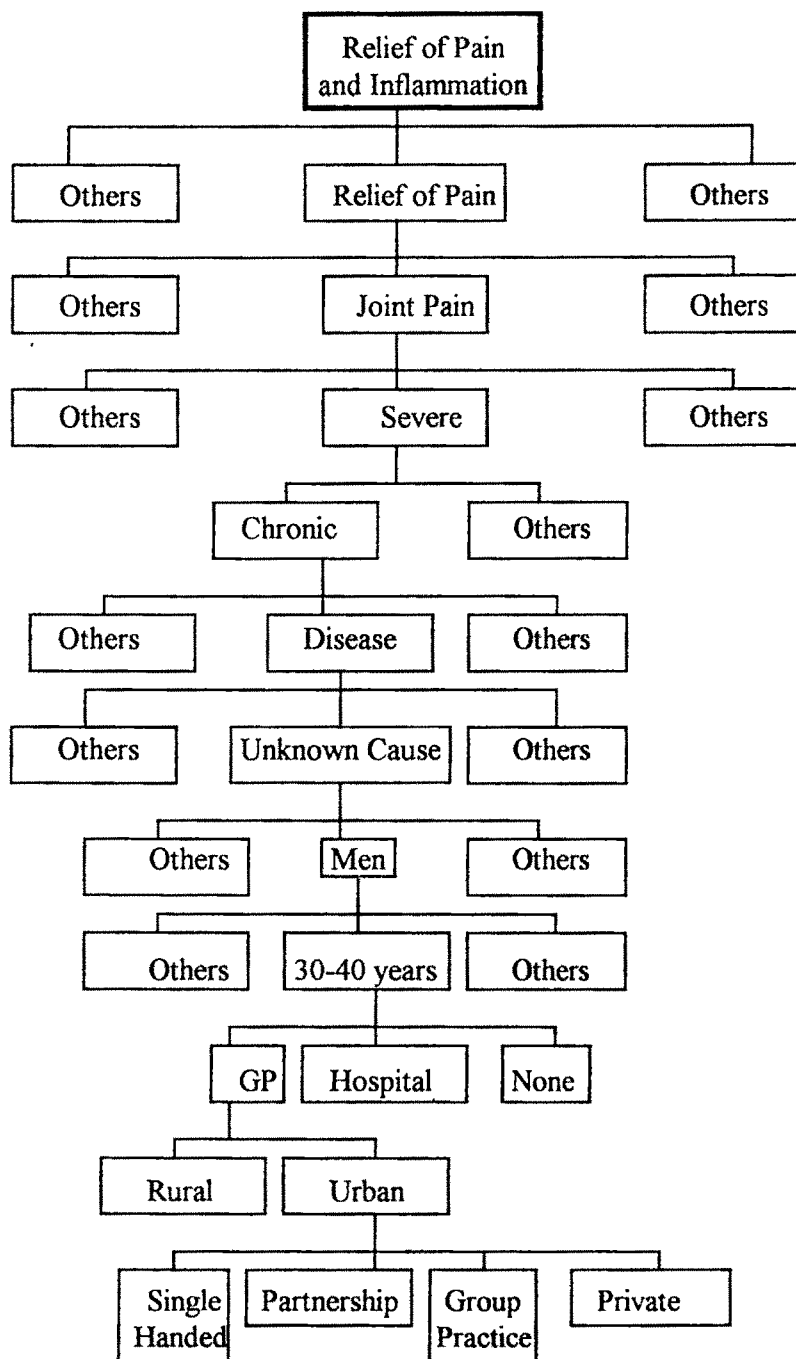 Relief of Pain
and Inflammation
Others
Relief of Pain
Others
Others
Joint Pain
Others
Others
Severe
Others
Chronic
Others
Others
Disease
Others
Others
Unknown Cause
Others
Others
Men
Others
Others
30-40 years
Others
GP
Hospital
None
Rural
Urban
Single
Handed
Partnership
Group
Practice
Private